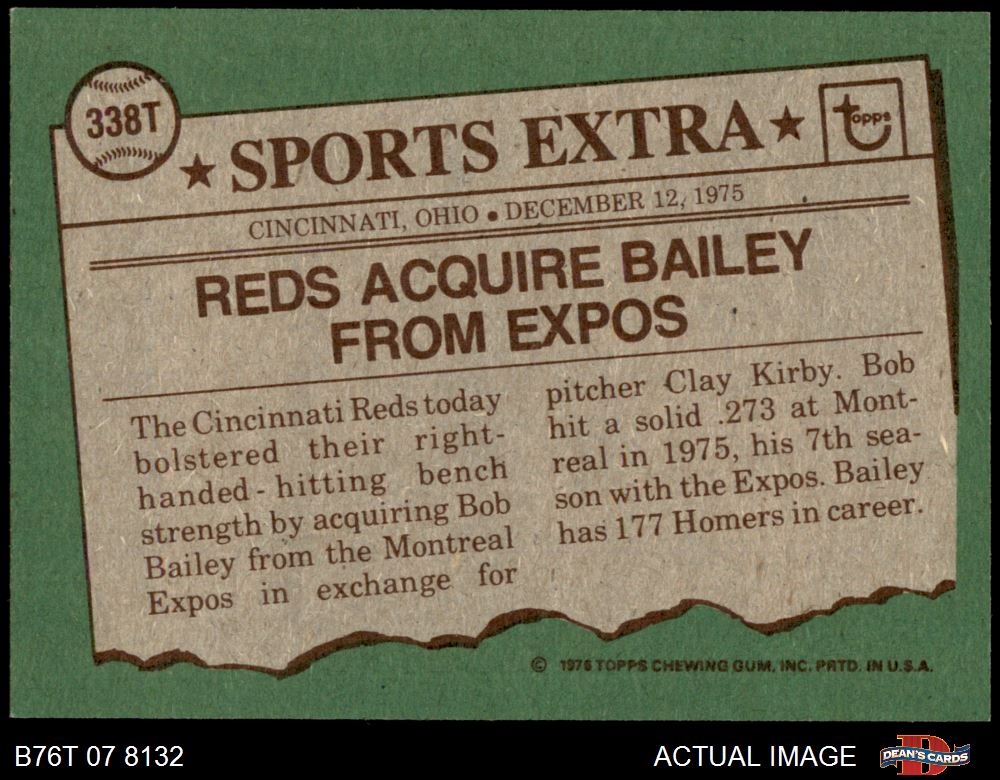 338T
★ SPORTS EXTRA ★
topps
CINCINNATI, OHIO • DECEMBER 12, 1975
REDS ACQUIRE BAILEY
FROM EXPOS
The Cincinnati Reds today
bolstered their right-
handed-hitting bench
strength by acquiring Bob
Bailey from the Montreal
Expos in exchange for
pitcher Clay Kirby. Bob
hit a solid .273 at Mont-
real in 1975, his 7th sea-
son with the Expos. Bailey
has 177 Homers in career.
© 1976 TOPPS CHEWING GUM, INC. PRTD. IN U.S.A.
B76T 07 8132
ACTUAL IMAGE
DEAN'S CARDS